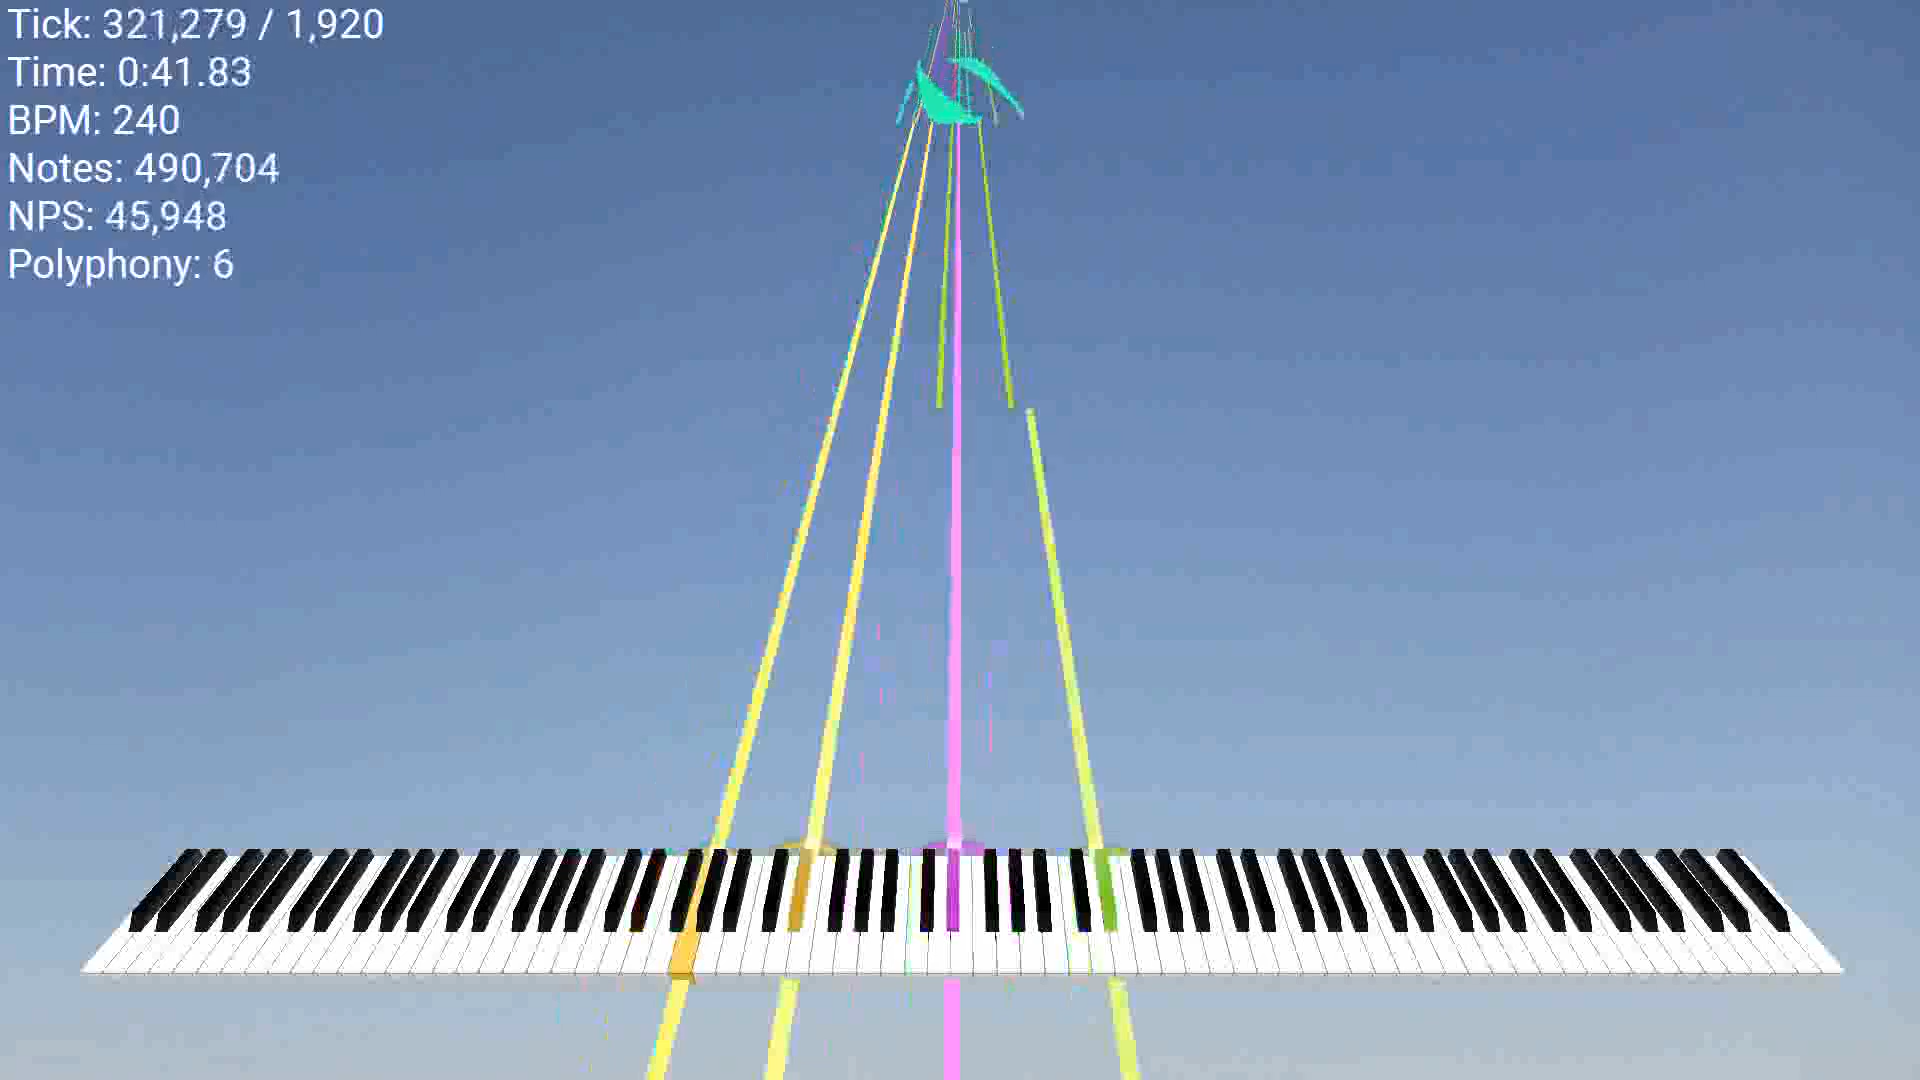 Tick: 321,279 / 1,920
Time: 0:41.83
BPM: 240
Notes: 490,704
NPS: 45,948
Polyphony: 6